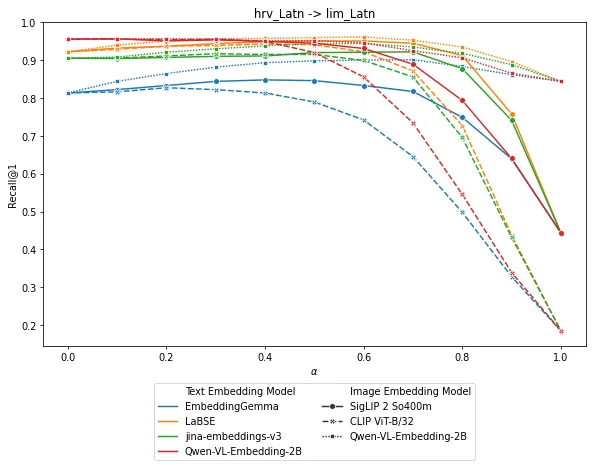 hrv_Latn -> lim_Latn
Recall@1
1.0
0.9
0.8
0.7
0.6
0.5
0.4
0.3
0.2
0.0 0.2 0.4 0.6 0.8 1.0
α
Text Embedding Model Image Embedding Model
EmbeddingGemma SigLIP 2 So400m
LaBSE CLIP ViT-B/32
jina-embeddings-v3 Qwen-VL-Embedding-2B
Qwen-VL-Embedding-2B